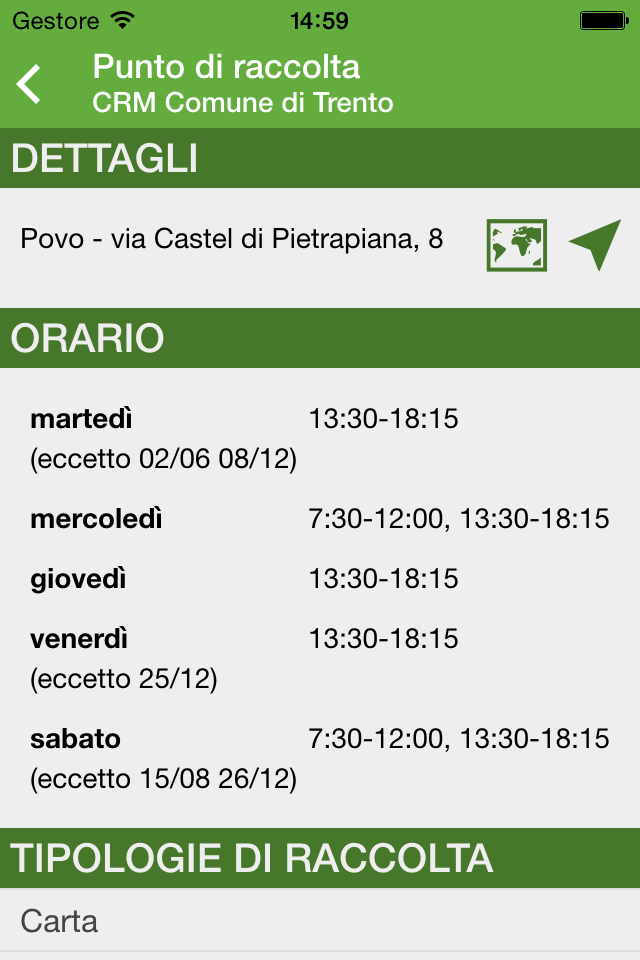 Gestore 14:59
Punto di raccolta
CRM Comune di Trento
DETTAGLI
Povo - via Castel di Pietrapiana, 8
ORARIO
martedì 13:30-18:15
(eccetto 02/06 08/12)
mercoledì 7:30-12:00, 13:30-18:15
giovedì 13:30-18:15
venerdì 13:30-18:15
(eccetto 25/12)
sabato 7:30-12:00, 13:30-18:15
(eccetto 15/08 26/12)
TIPOLOGIE DI RACCOLTA
Carta